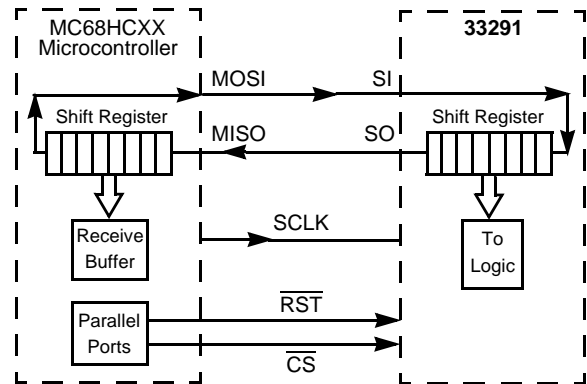 MC68HCXX
Microcontroller
33291
MOSI
SI
Shift Register
Shift Register
MISO
SO
SCLK
Receive
Buffer
To
Logic
RST
Parallel
Ports
CS